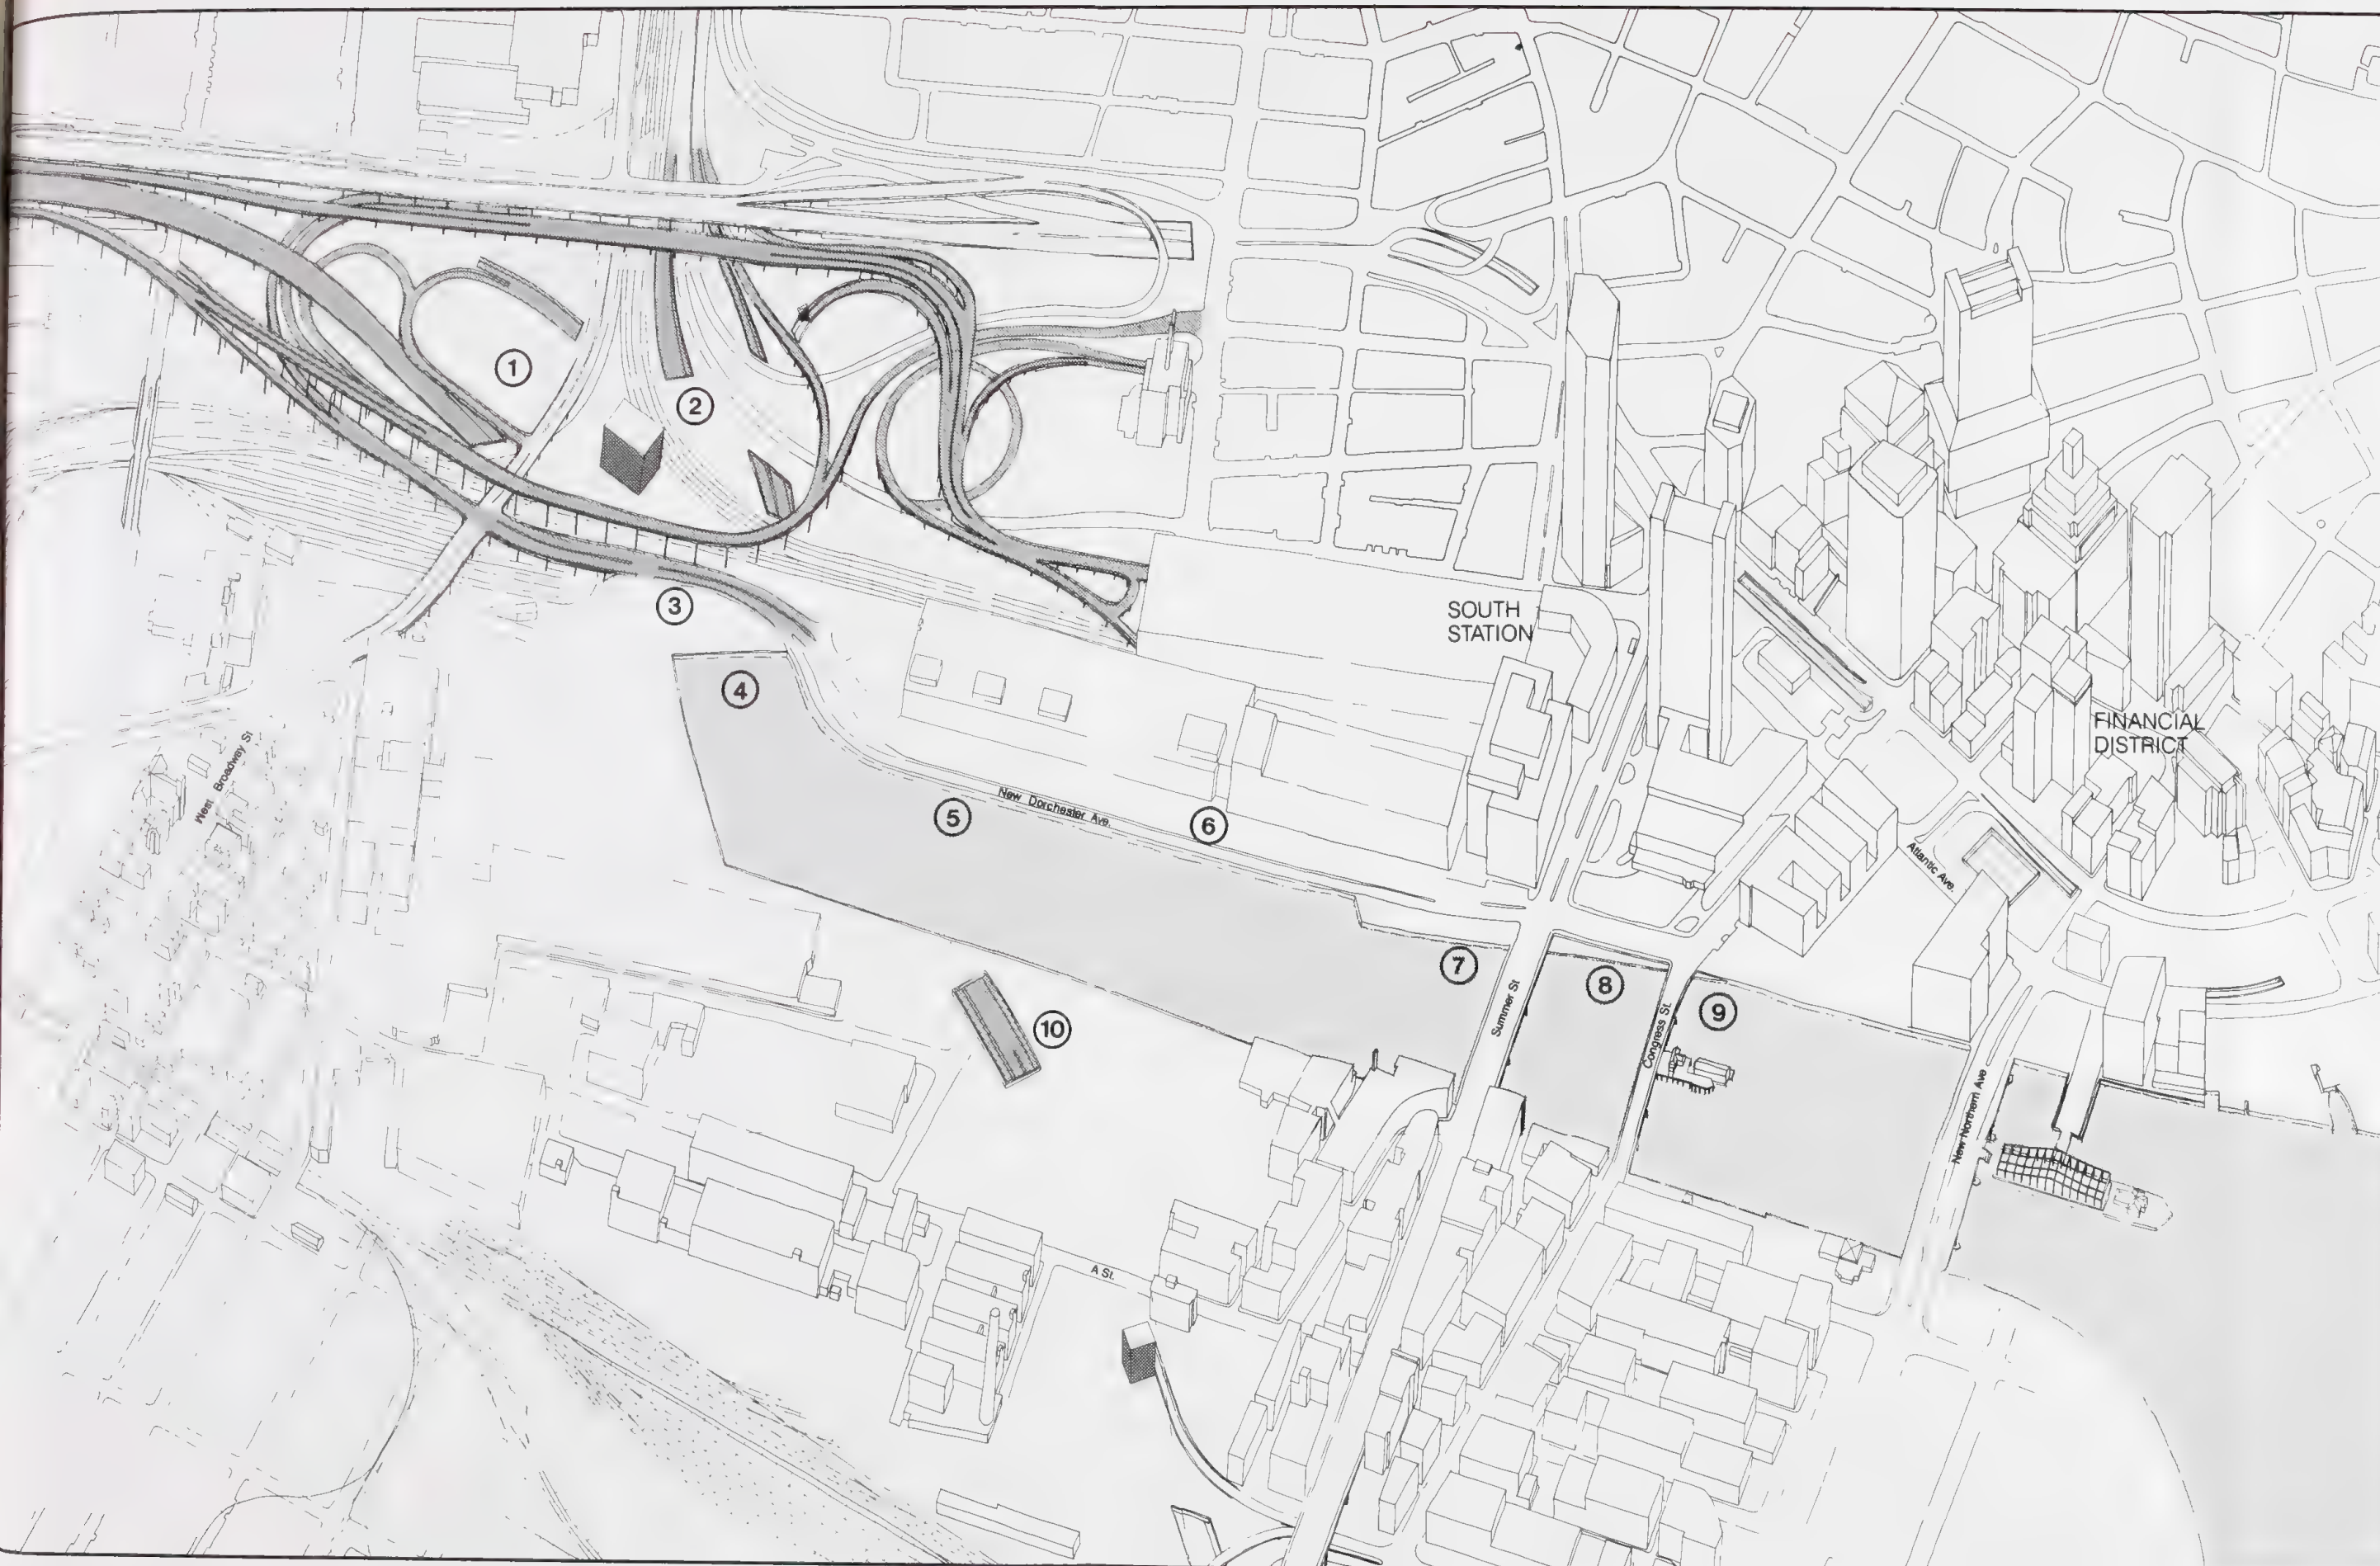 1
2
3
SOUTH
STATION
4
FINANCIAL
DISTRICT
West Broadway St
New Dorchester Ave.
5
6
Atlantic Ave.
7
8
9
Summer St
Congress St.
10
New Northern Ave
A St.